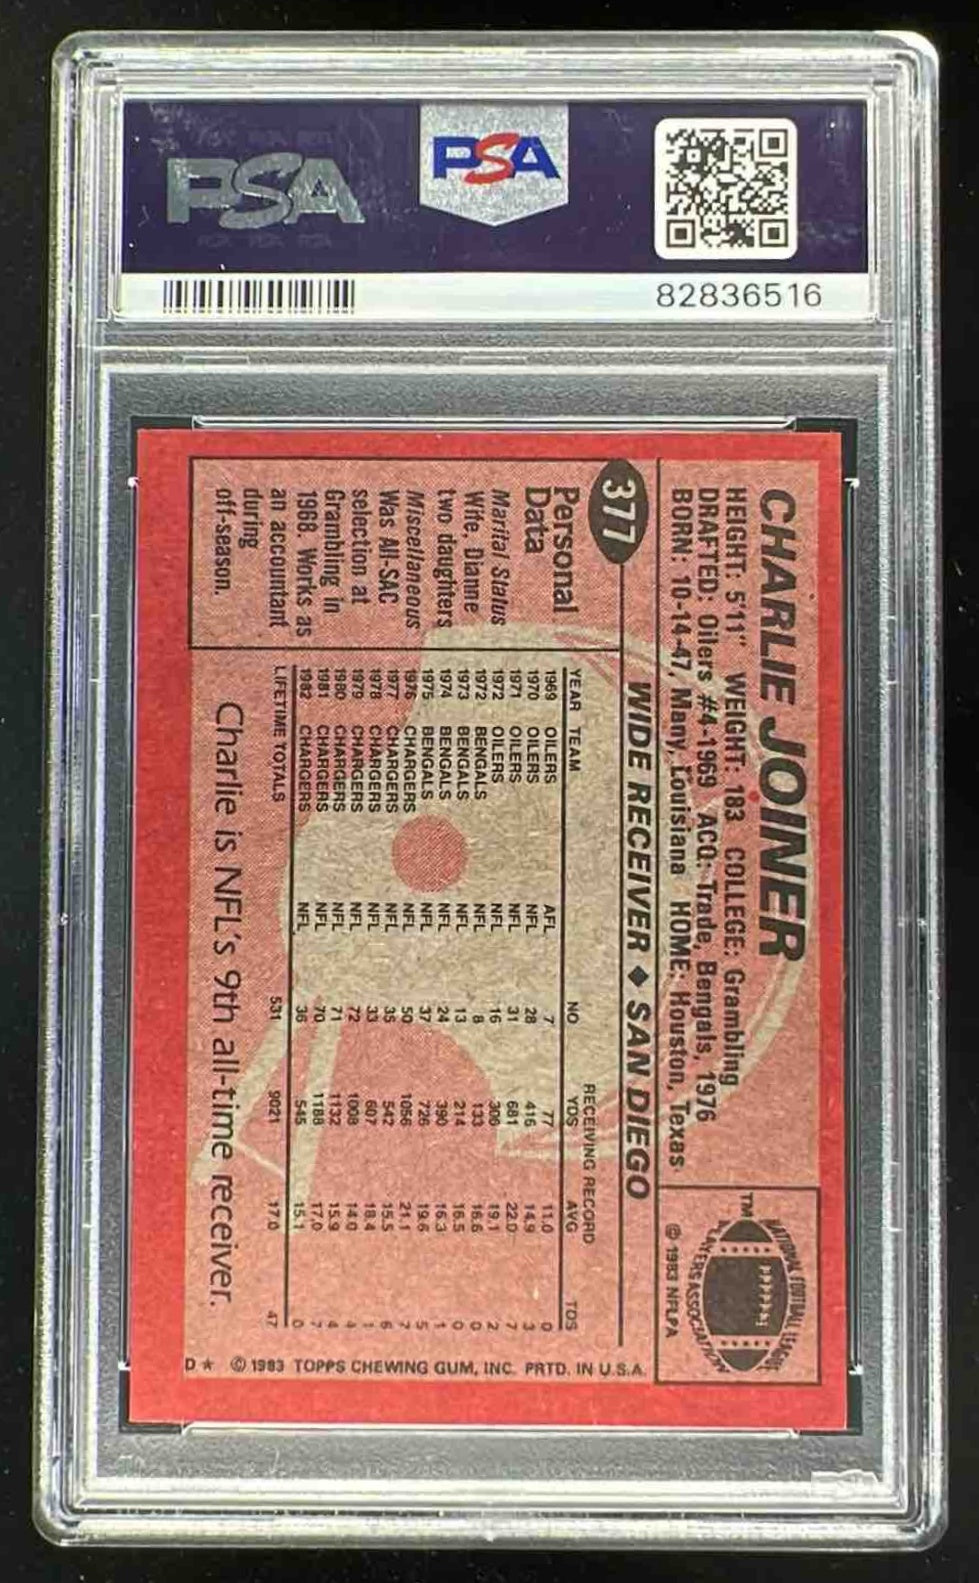 PSA
PSA
82836516
CHARLIE JOINER
HEIGHT: 5'11" WEIGHT: 183 COLLEGE: Grambling
DRAFTED: Oilers #4-1969 ACQ: Trade, Bengals, 1976
BORN: 10-14-47, Many, Louisiana HOME: Houston, Texas
NATIONAL FOOTBALL LEAGUE
PLAYERS ASSOCIATION
TM
© 1983 NFLPA
377
WIDE RECEIVER ◆ SAN DIEGO
Personal
Data
Marital Status
Wife, Dianne
two daughters
Miscellaneous
Was All-SAC
selection at
Grambling in
1968. Works as
an accountant
during
off-season.
RECEIVING RECORD
YEAR TEAM NO YDS AVG TDS
1969 OILERS AFL 7 77 11.0 0
1970 OILERS NFL 28 416 14.9 3
1971 OILERS NFL 31 681 22.0 7
1972 OILERS NFL 16 306 19.1 2
1972 BENGALS NFL 8 133 16.6 0
1973 BENGALS NFL 13 214 16.5 0
1974 BENGALS NFL 24 390 16.3 1
1975 BENGALS NFL 37 726 19.6 5
1976 CHARGERS NFL 50 1056 21.1 7
1977 CHARGERS NFL 35 542 15.5 6
1978 CHARGERS NFL 33 607 18.4 1
1979 CHARGERS NFL 72 1008 14.0 4
1980 CHARGERS NFL 71 1132 15.9 4
1981 CHARGERS NFL 70 1188 17.0 7
1982 CHARGERS NFL 36 545 15.1 0
LIFETIME TOTALS 531 9021 17.0 47
Charlie is NFL's 9th all-time receiver.
D* © 1983 TOPPS CHEWING GUM, INC. PRTD. IN U.S.A.